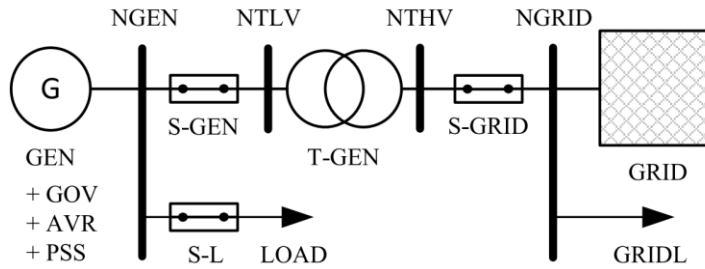 NGEN
NTLV
NTHV
NGRID
G
S-GEN
S-GRID
GEN
T-GEN
GRID
+ GOV
+ AVR
+ PSS
S-L
LOAD
GRIDL